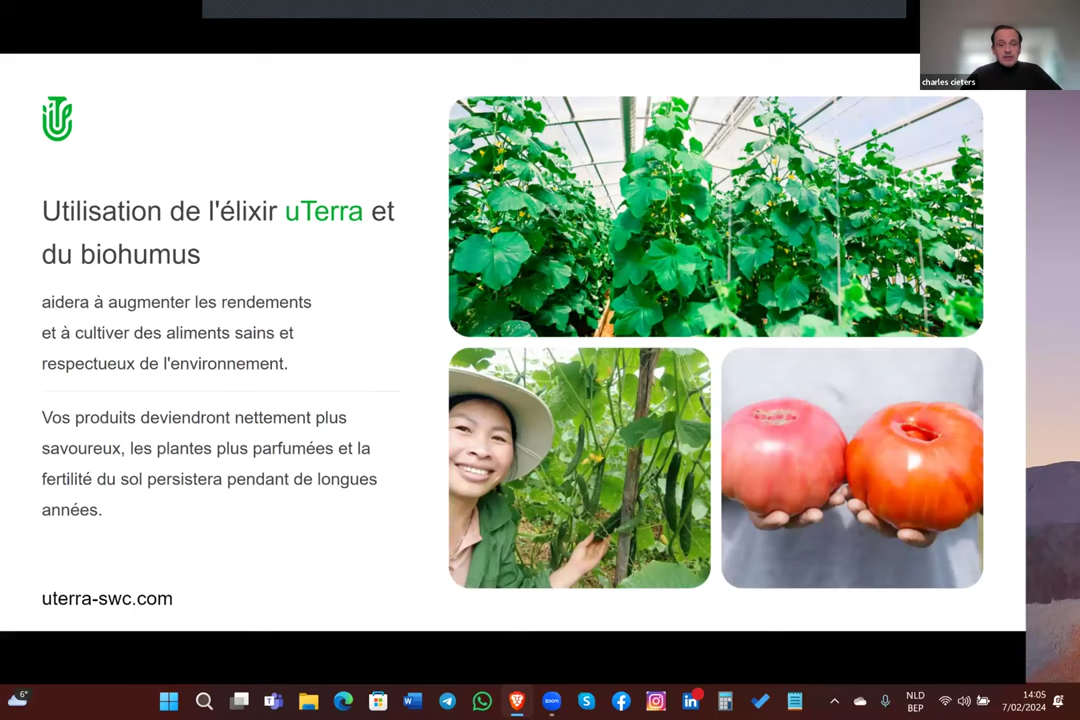 charles cieters
Utilisation de l'élixir uTerra et
du biohumus
aidera à augmenter les rendements
et à cultiver des aliments sains et
respectueux de l'environnement.
Vos produits deviendront nettement plus
savoureux, les plantes plus parfumées et la
fertilité du sol persistera pendant de longues
années.
uterra-swc.com
6°
zoom
NLD
BEP
14:05
7/02/2024